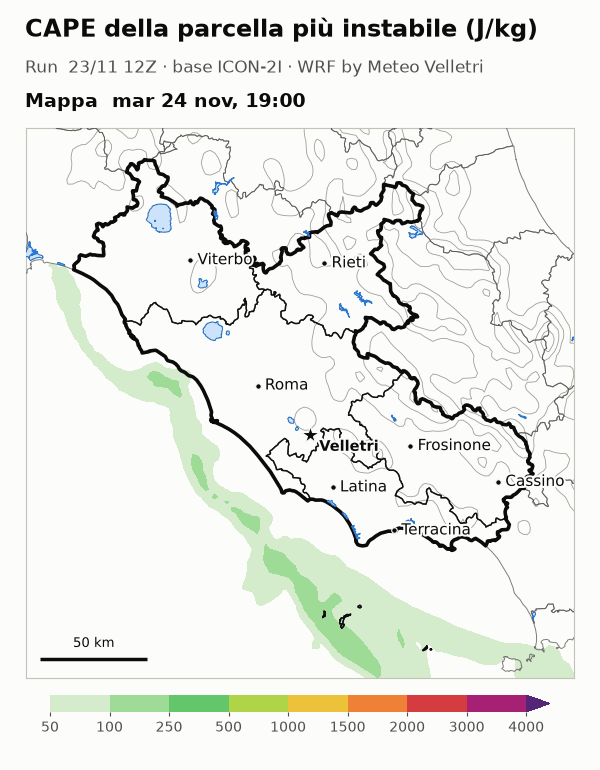 CAPE della parcella più instabile (J/kg)
Run 23/11 12Z · base ICON-2I · WRF by Meteo Velletri
Mappa mar 24 nov, 19:00
Viterbo
Rieti
Roma
Velletri
Frosinone
Latina
Cassino
Terracina
50 km
50 100 250 500 1000 1500 2000 3000 4000